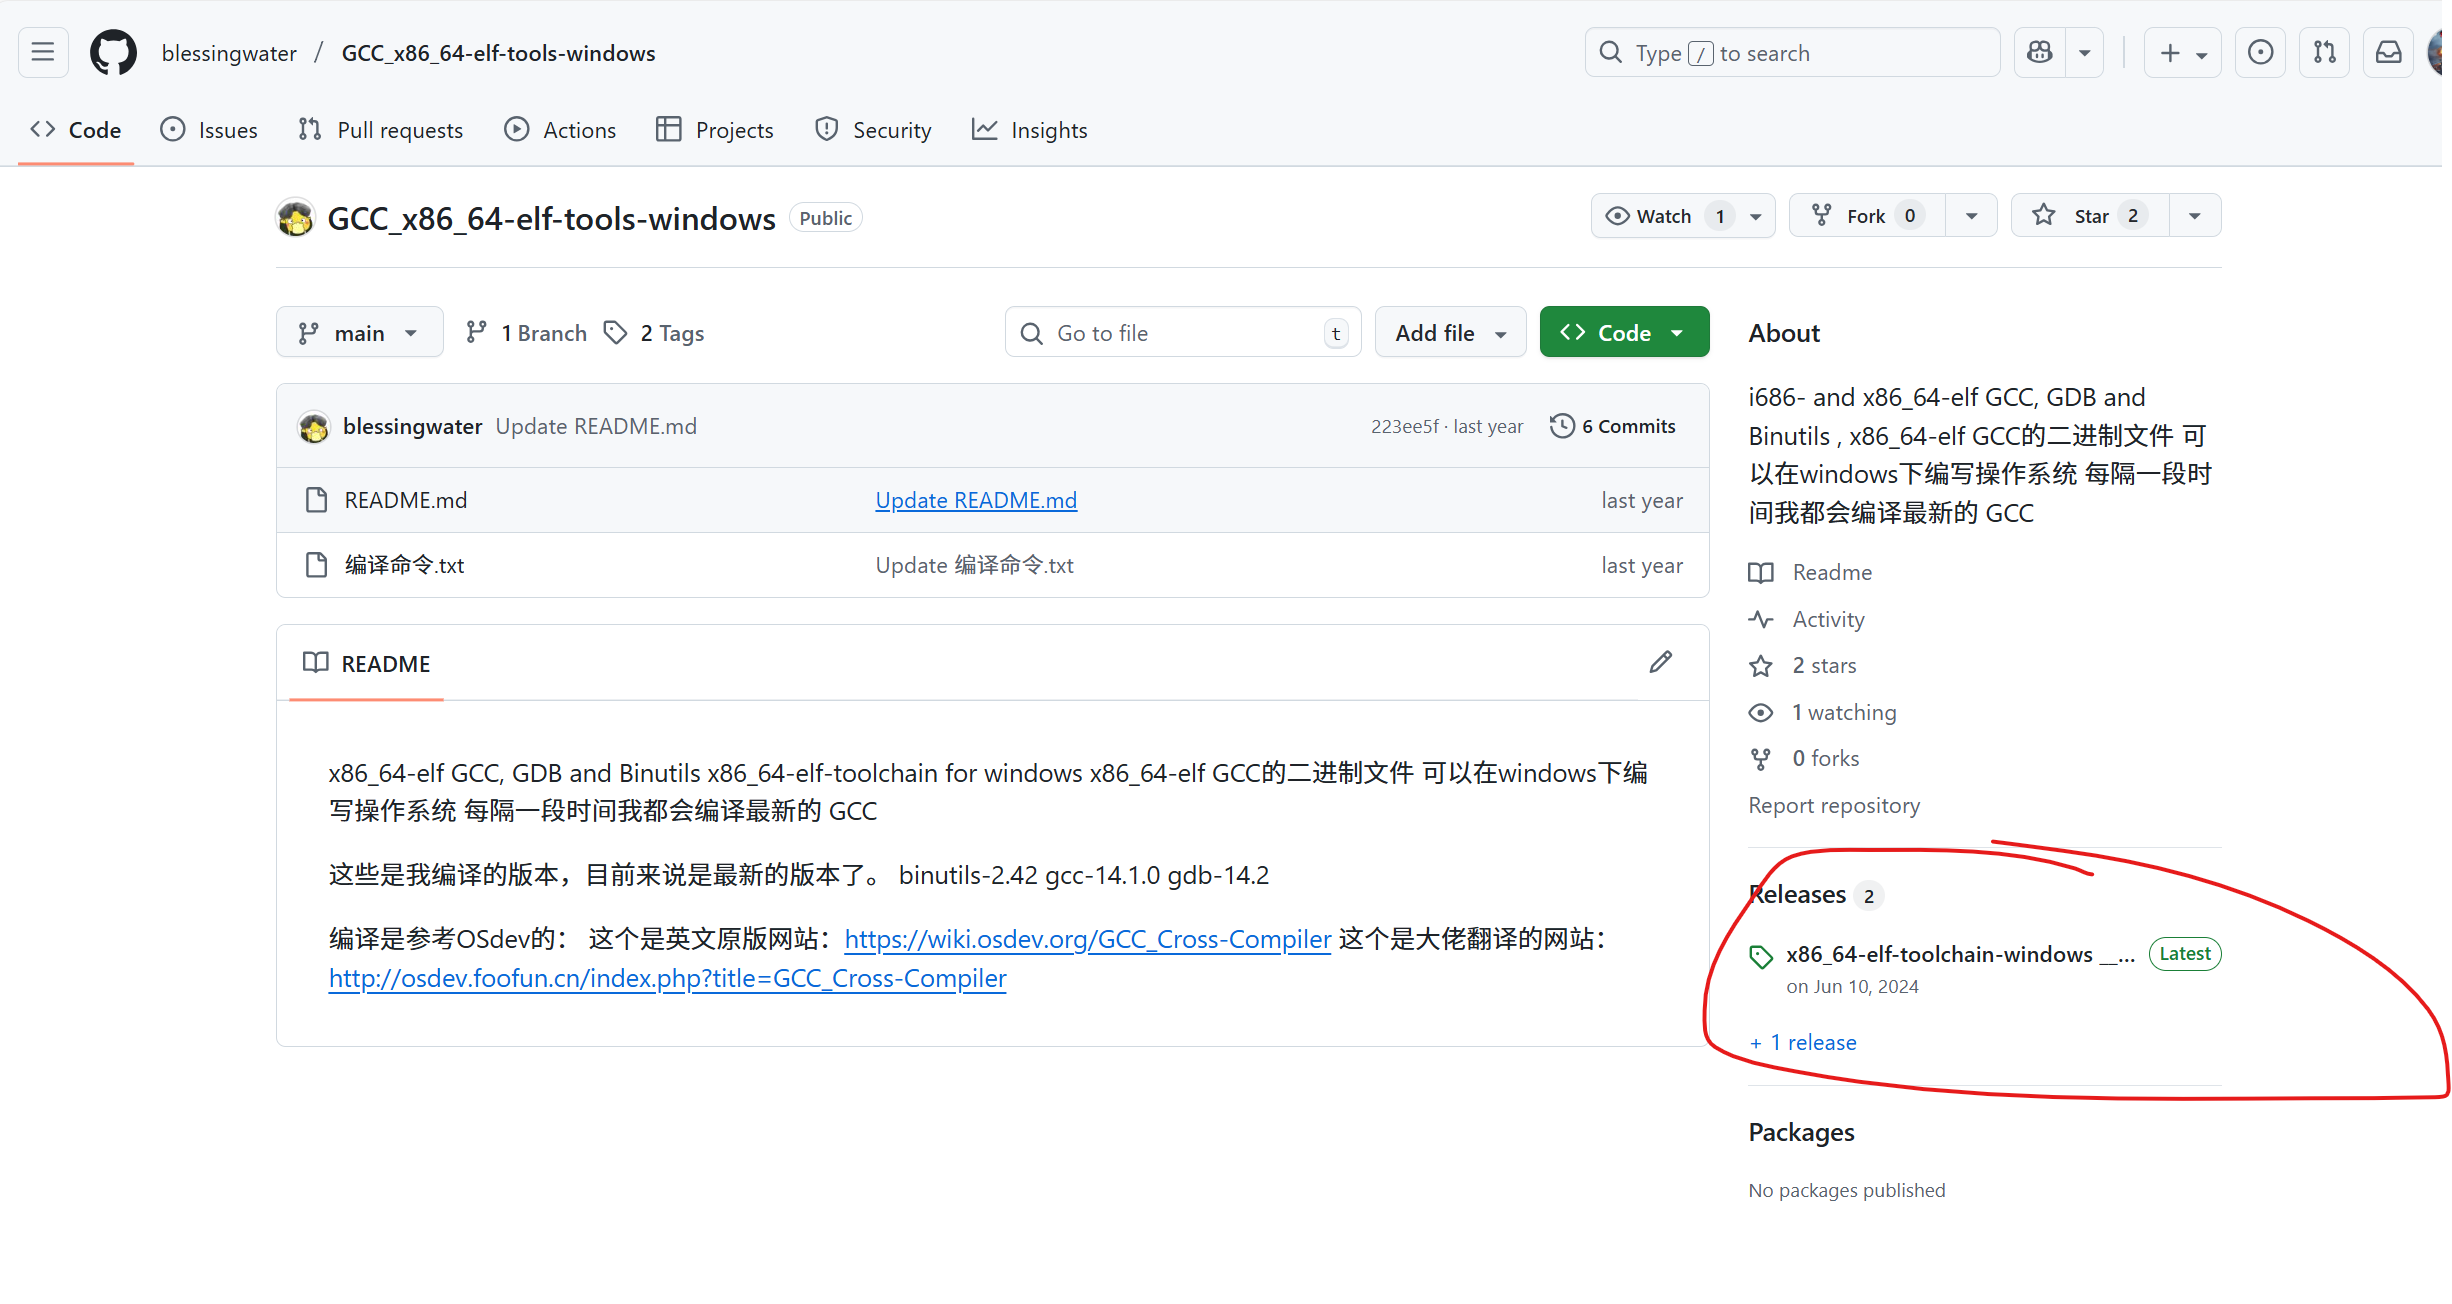 blessingwater / GCC_x86_64-elf-tools-windows
Type / to search
Code Issues Pull requests Actions Projects Security Insights
GCC_x86_64-elf-tools-windows Public
Watch 1 Fork 0 Star 2
main 1 Branch 2 Tags
Go to file t Add file Code
blessingwater Update README.md 223ee5f · last year 6 Commits
README.md Update README.md last year
编译命令.txt Update 编译命令.txt last year
README
x86_64-elf GCC, GDB and Binutils x86_64-elf-toolchain for windows x86_64-elf GCC的二进制文件 可以在windows下编
写操作系统 每隔一段时间我都会编译最新的 GCC
这些是我编译的版本，目前来说是最新的版本了。 binutils-2.42 gcc-14.1.0 gdb-14.2
编译是参考OSdev的： 这个是英文原版网站：https://wiki.osdev.org/GCC_Cross-Compiler 这个是大佬翻译的网站：
http://osdev.foofun.cn/index.php?title=GCC_Cross-Compiler
About
i686- and x86_64-elf GCC, GDB and
Binutils , x86_64-elf GCC的二进制文件 可
以在windows下编写操作系统 每隔一段时
间我都会编译最新的 GCC
Readme
Activity
2 stars
1 watching
0 forks
Report repository
Releases 2
x86_64-elf-toolchain-windows __... Latest
on Jun 10, 2024
+ 1 release
Packages
No packages published